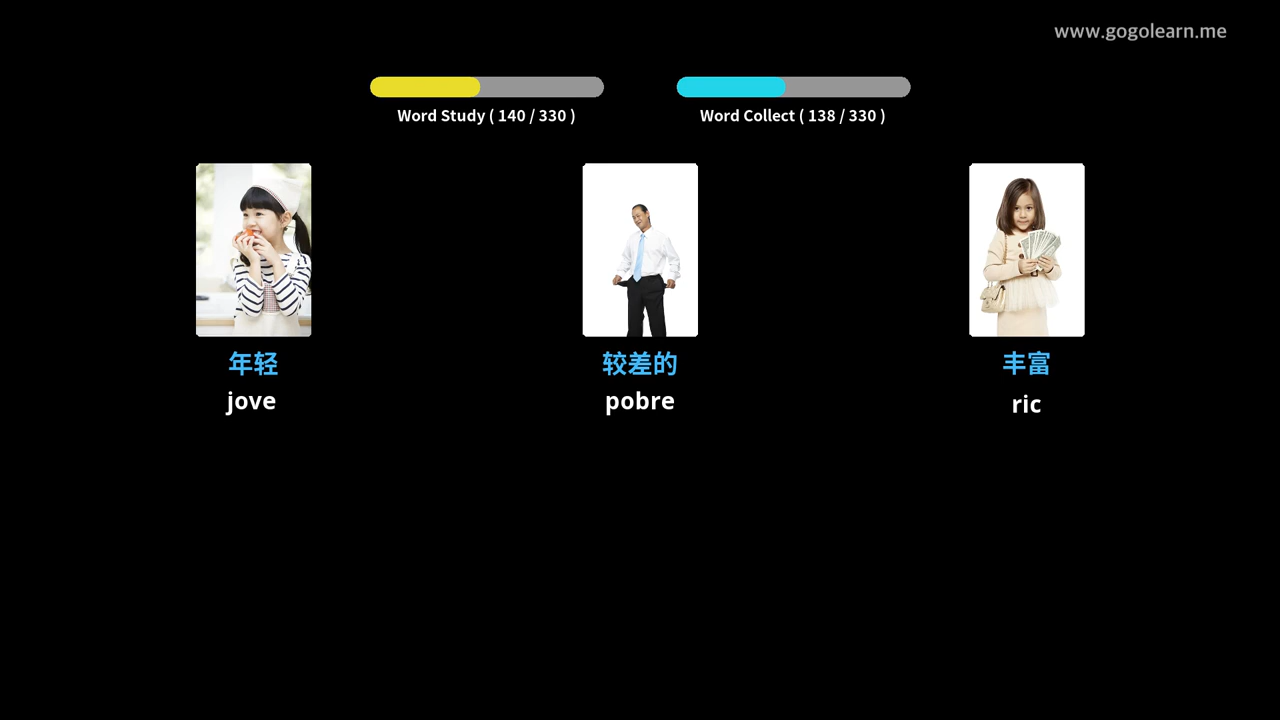 www.gogolearn.me
Word Study ( 140 / 330 )
Word Collect ( 138 / 330 )
年轻
较差的
丰富
jove
pobre
ric